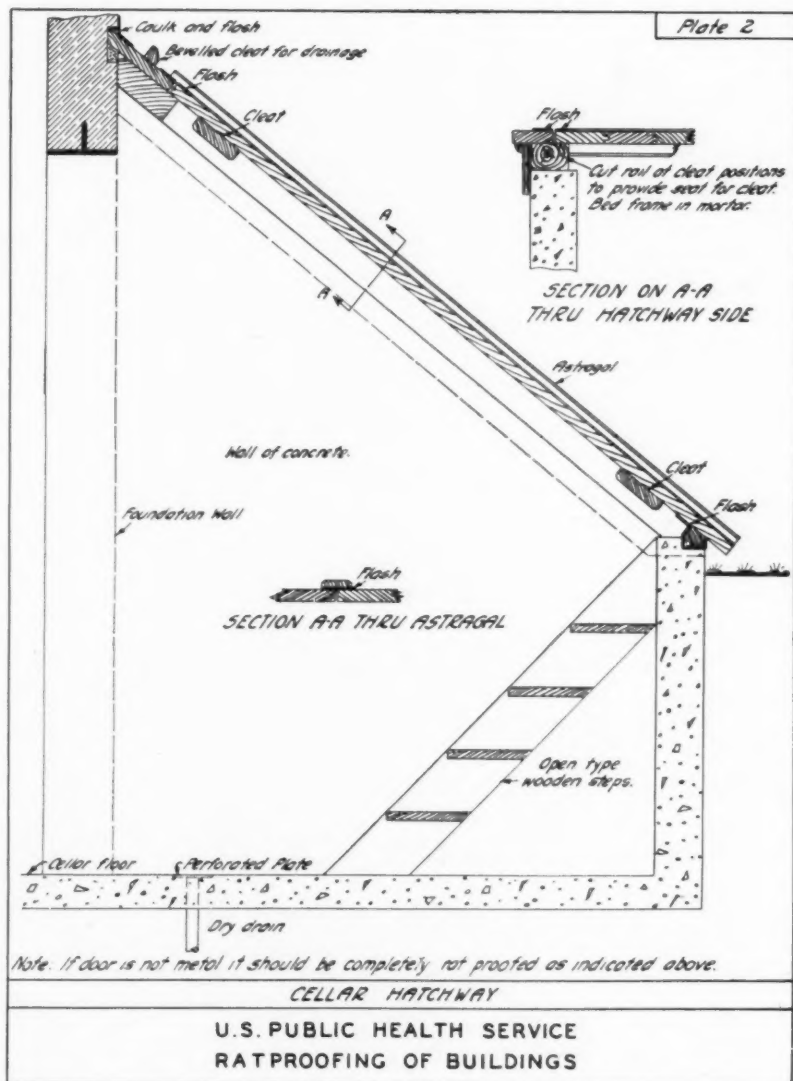 Plate 2
Caulk and flash
Bevelled cleat for drainage
Flash
Cleat
Flash
Cut rail at cleat positions
to provide seat for cleat.
Bed frame in mortar.
A
A
SECTION ON A-A
THRU HATCHWAY SIDE
Astragal
Wall of concrete.
Cleat
Flash
Foundation Wall
Flash
SECTION A-A THRU ASTRAGAL
Open type
wooden steps.
Cellar floor
Perforated Plate
Dry drain
Note: If door is not metal it should be completely rat proofed as indicated above.
CELLAR HATCHWAY
U.S. PUBLIC HEALTH SERVICE
RATPROOFING OF BUILDINGS